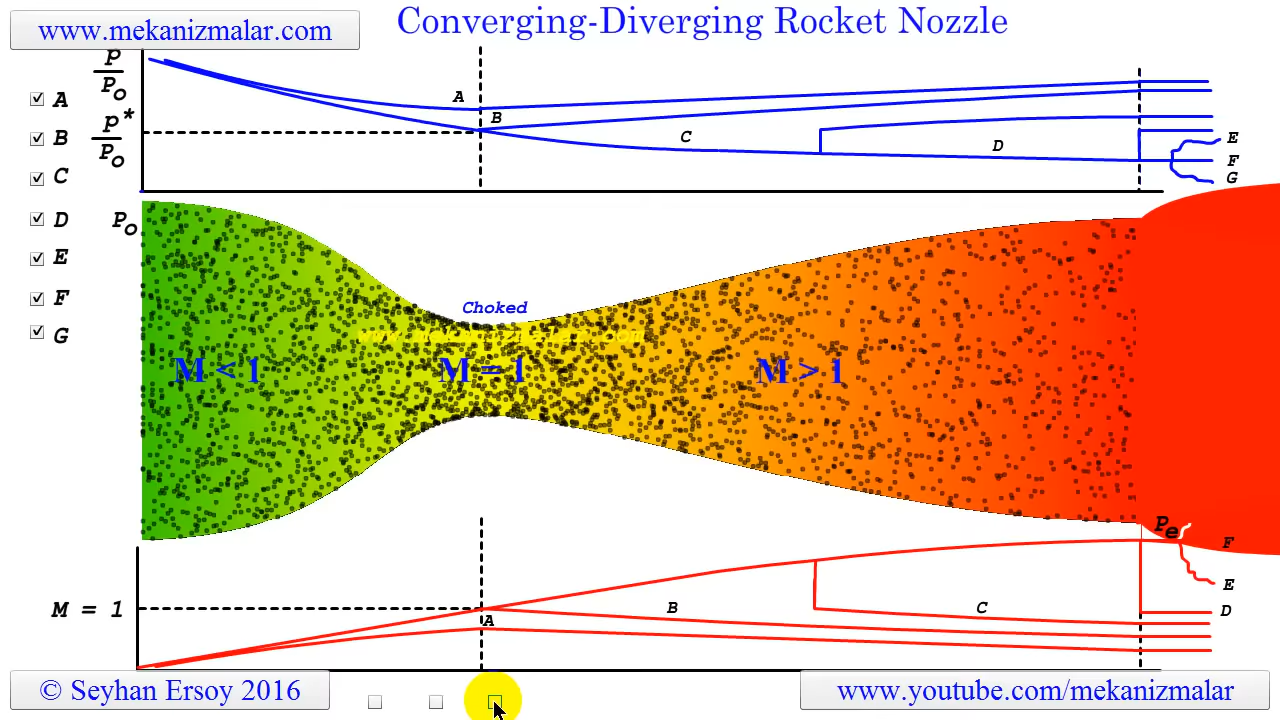 Converging-Diverging Rocket Nozzle
www.mekanizmalar.com
p
Po
p*
Po
A
B
C
D
E
F
G
A
B
C
D
E
F
G
Po
Choked
M < 1
M = 1
M > 1
Pe
F
E
D
M = 1
A
B
C
© Seyhan Ersoy 2016
www.youtube.com/mekanizmalar